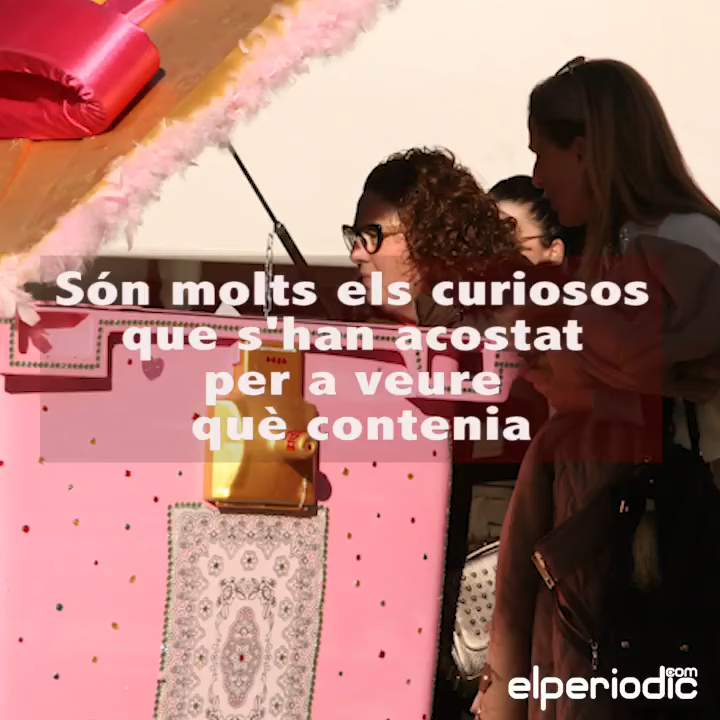 Són molts els curiosos
que s'han acostat
per a veure
què contenia
elperiodic.com